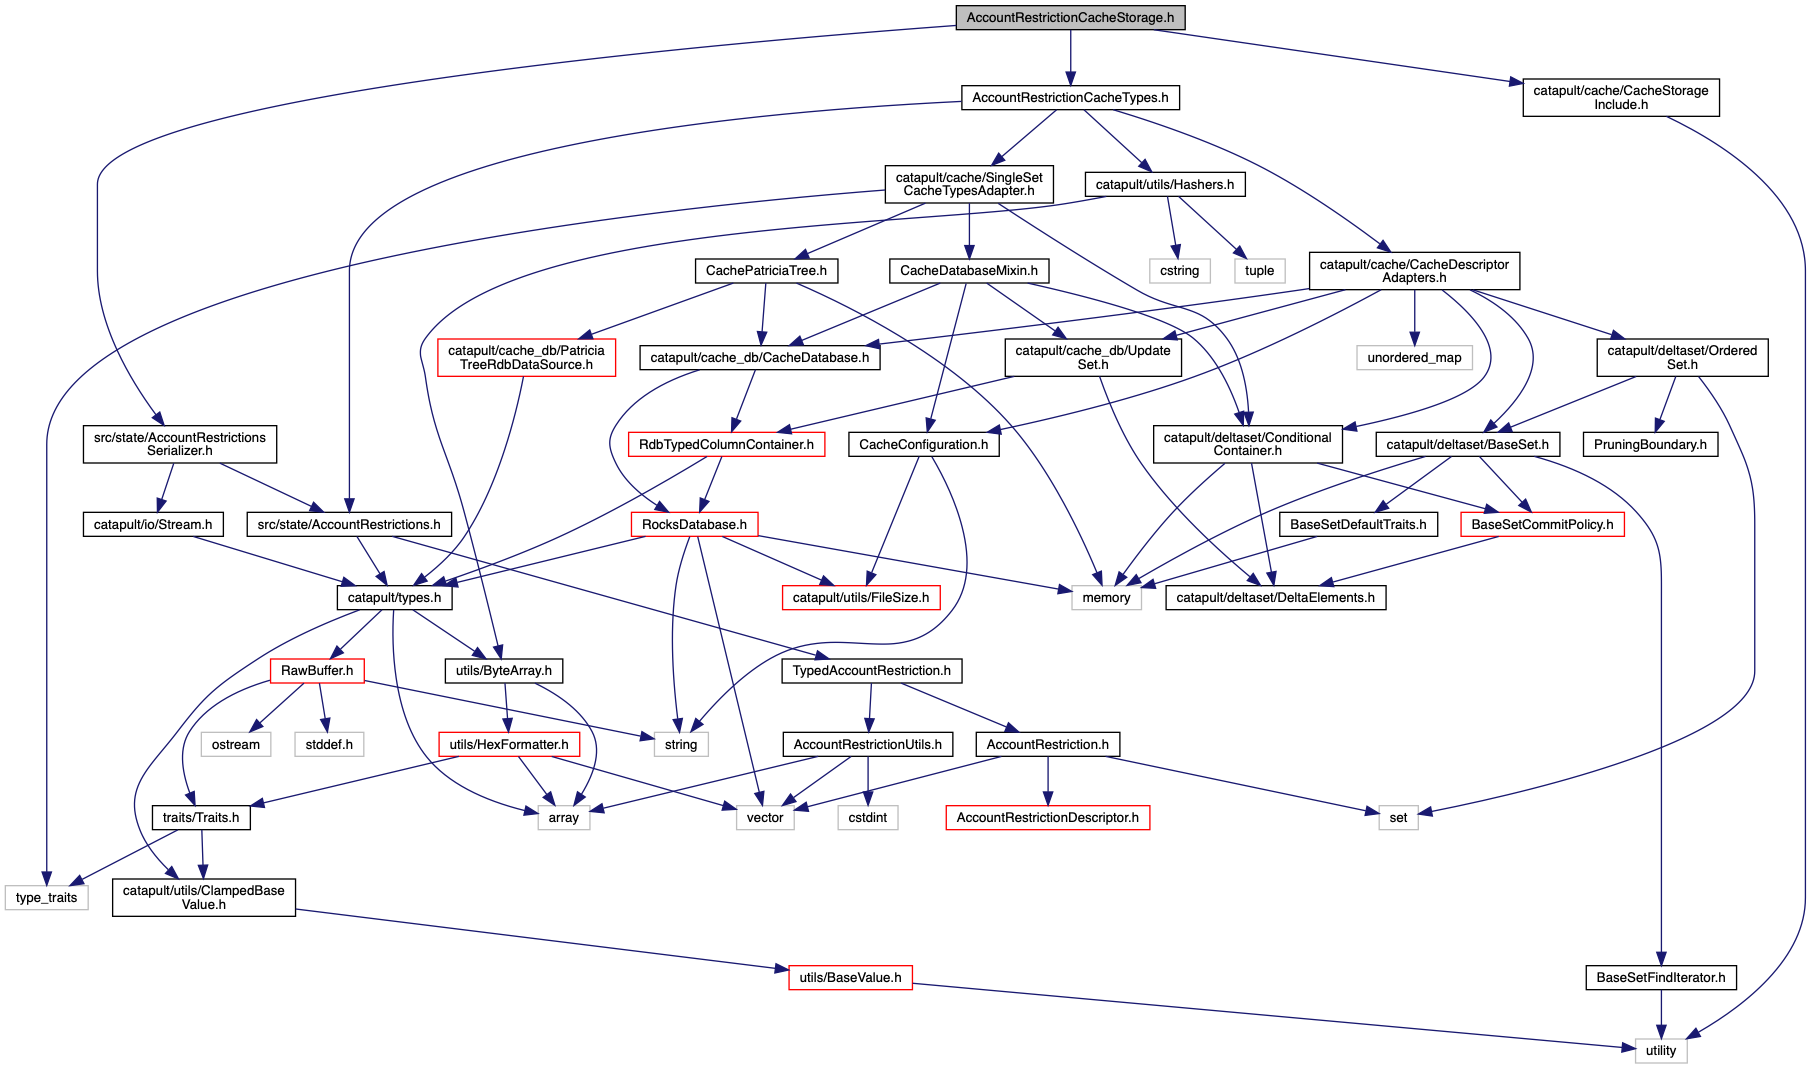 AccountRestrictionCacheStorage.h
AccountRestrictionCacheTypes.h
catapult/cache/CacheStorage
Include.h
catapult/cache/SingleSet
CacheTypesAdapter.h
catapult/utils/Hashers.h
CachePatriciaTree.h
CacheDatabaseMixin.h
cstring
tuple
catapult/cache/CacheDescriptor
Adapters.h
catapult/cache_db/Patricia
TreeRdbDataSource.h
catapult/cache_db/CacheDatabase.h
catapult/cache_db/Update
Set.h
unordered_map
catapult/deltaset/Ordered
Set.h
src/state/AccountRestrictions
Serializer.h
RdbTypedColumnContainer.h
CacheConfiguration.h
catapult/deltaset/Conditional
Container.h
catapult/deltaset/BaseSet.h
PruningBoundary.h
catapult/io/Stream.h
src/state/AccountRestrictions.h
RocksDatabase.h
BaseSetDefaultTraits.h
BaseSetCommitPolicy.h
catapult/types.h
catapult/utils/FileSize.h
memory
catapult/deltaset/DeltaElements.h
RawBuffer.h
utils/ByteArray.h
TypedAccountRestriction.h
ostream
stddef.h
utils/HexFormatter.h
string
AccountRestrictionUtils.h
AccountRestriction.h
traits/Traits.h
array
vector
cstdint
AccountRestrictionDescriptor.h
set
type_traits
catapult/utils/ClampedBase
Value.h
utils/BaseValue.h
BaseSetFindIterator.h
utility